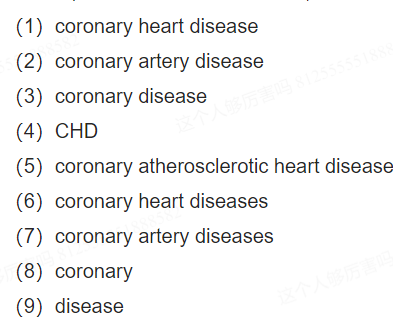 (1) coronary heart disease
(2) coronary artery disease
(3) coronary disease
(4) CHD
(5) coronary atherosclerotic heart disease
(6) coronary heart diseases
(7) coronary artery diseases
(8) coronary
(9) disease